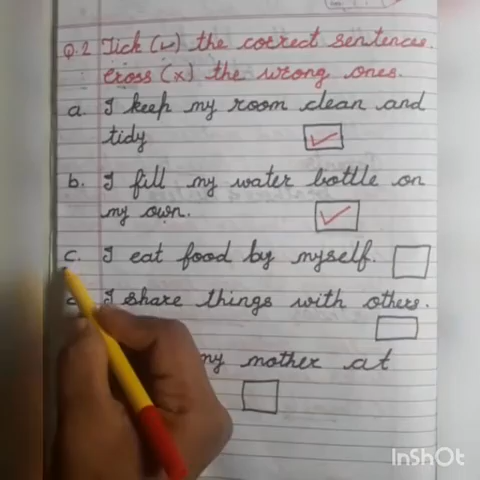 Q.2 Tick (✓) the correct sentences.
Cross (×) the wrong ones.
a. I keep my room clean and
tidy ✓
b. I fill my water bottle on
my own. ✓
c. I eat food by myself.
I share things with others.
my mother at
InShOt